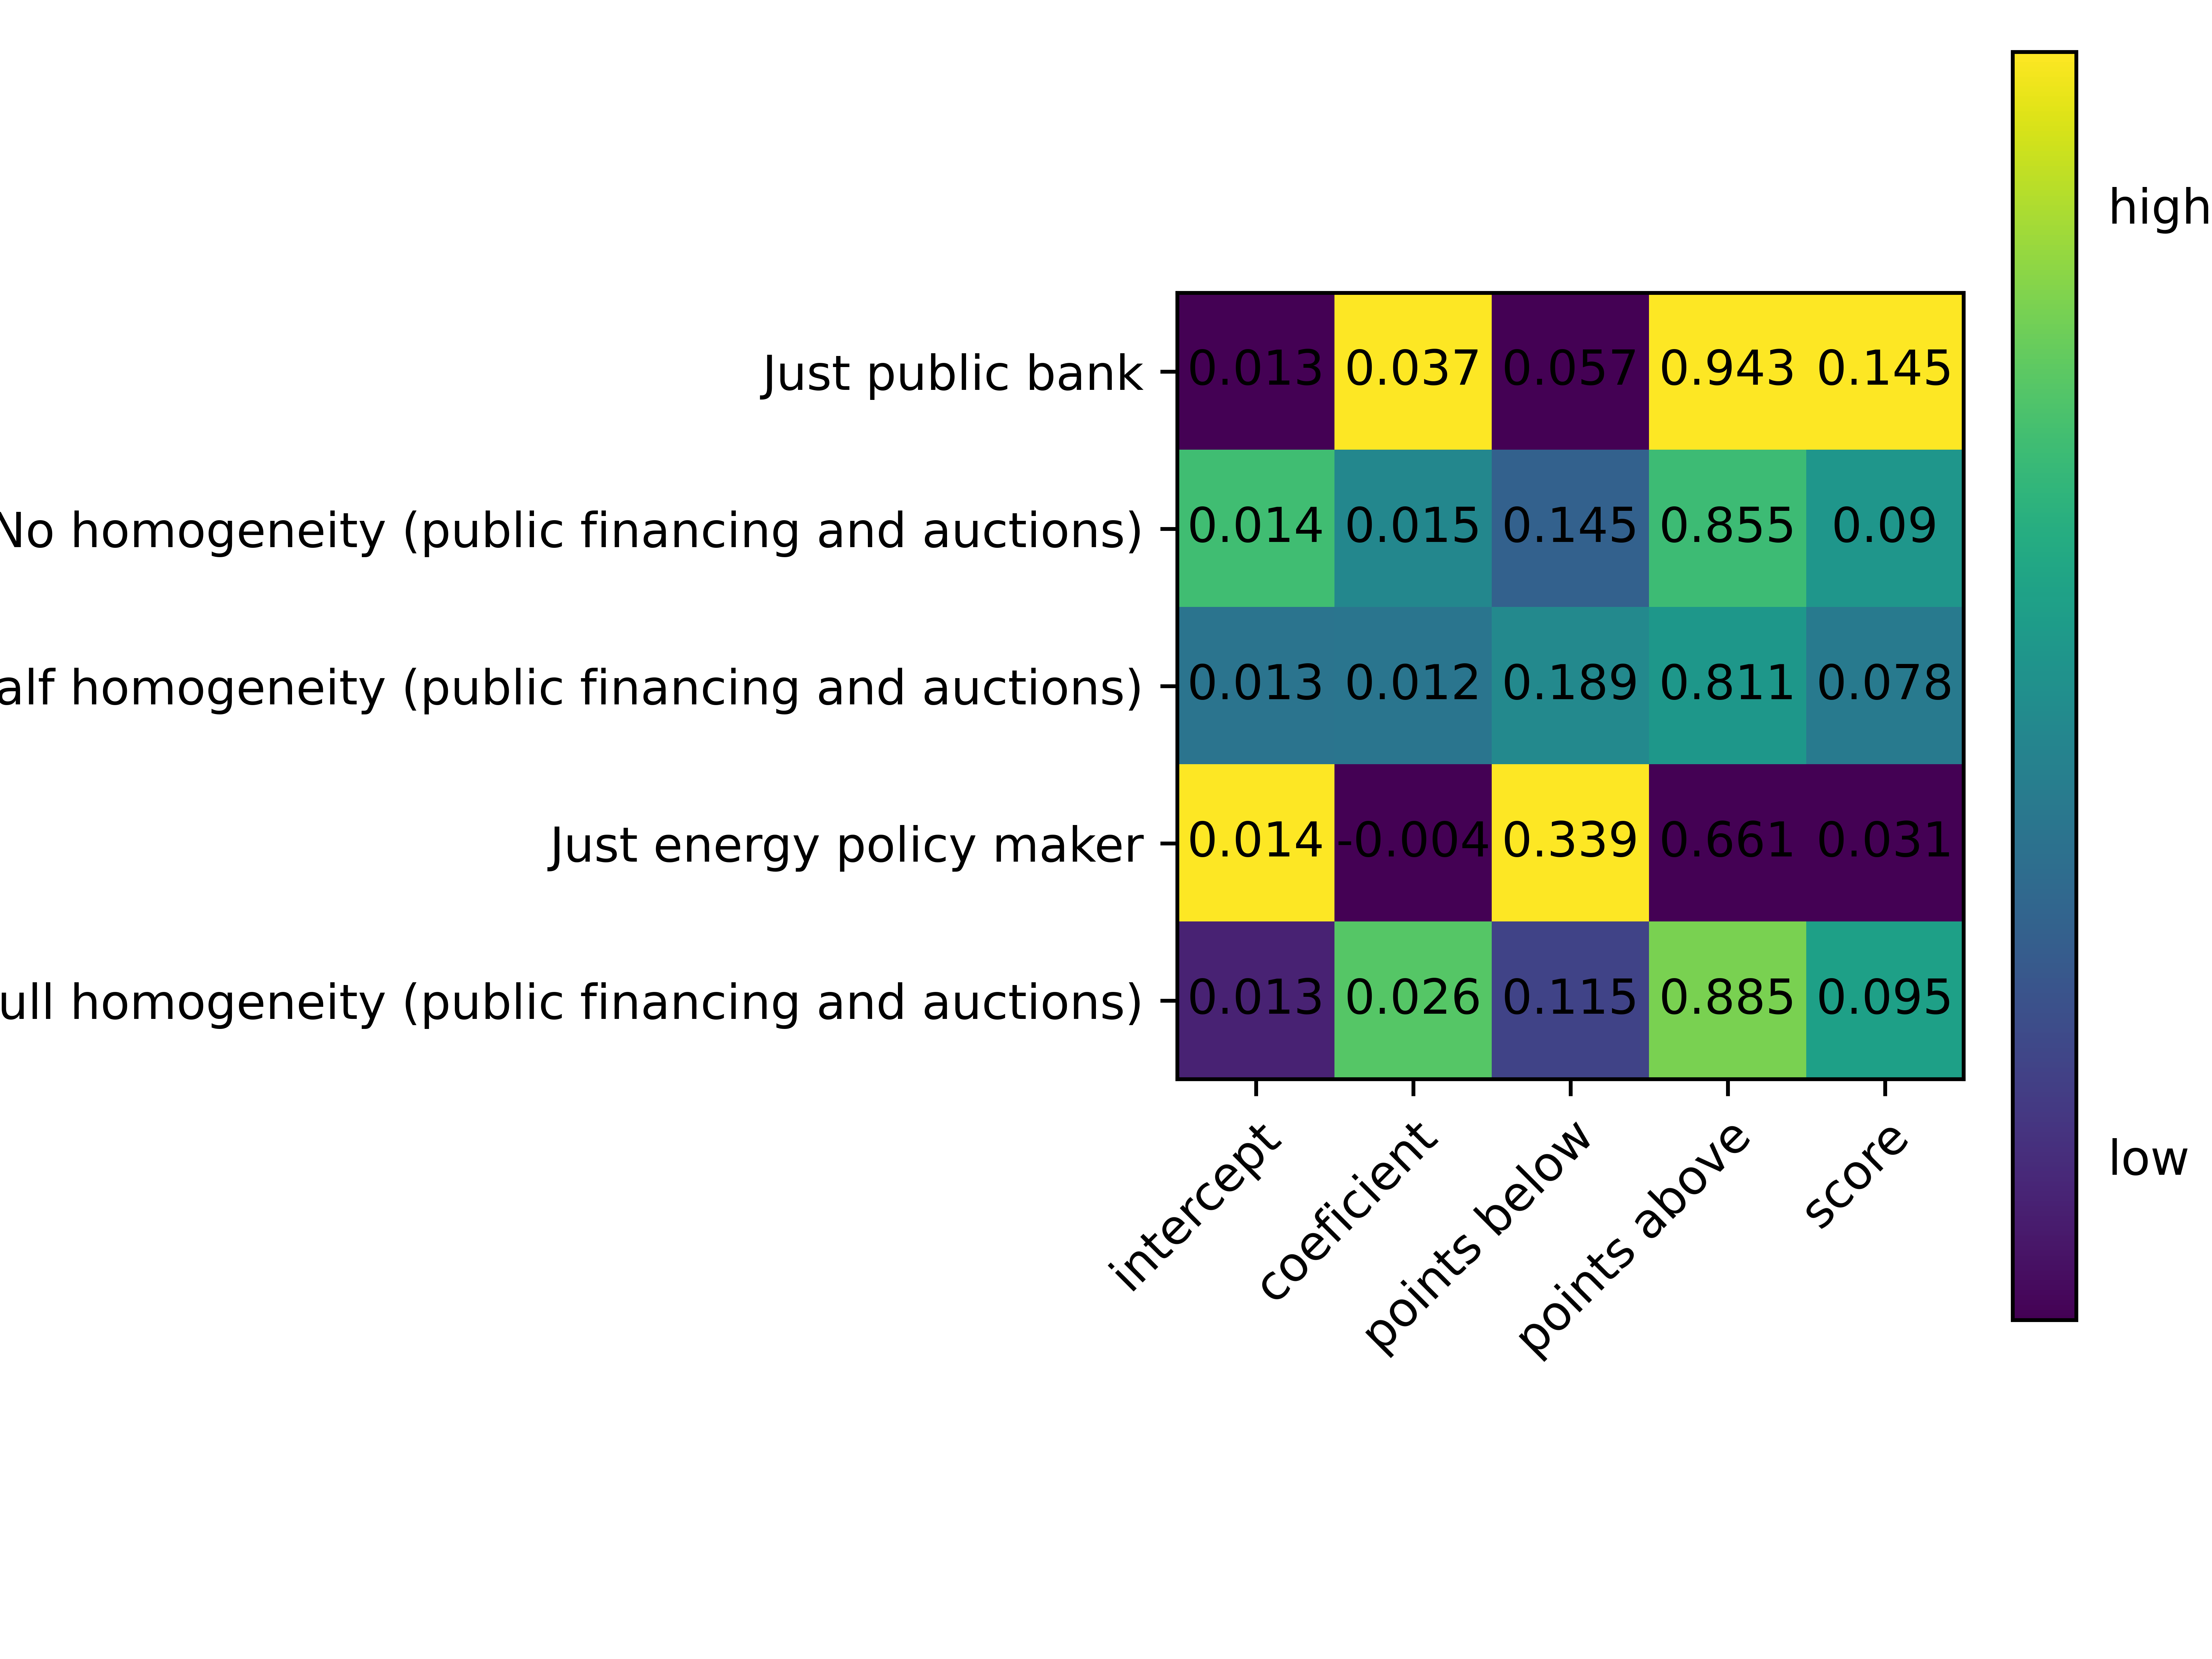 high
Just public bank 0.013 0.037 0.057 0.943 0.145
No homogeneity (public financing and auctions) 0.014 0.015 0.145 0.855 0.09
alf homogeneity (public financing and auctions) 0.013 0.012 0.189 0.811 0.078
Just energy policy maker 0.014 -0.004 0.339 0.661 0.031
ull homogeneity (public financing and auctions) 0.013 0.026 0.115 0.885 0.095
low
intercept coeficient points below points above score